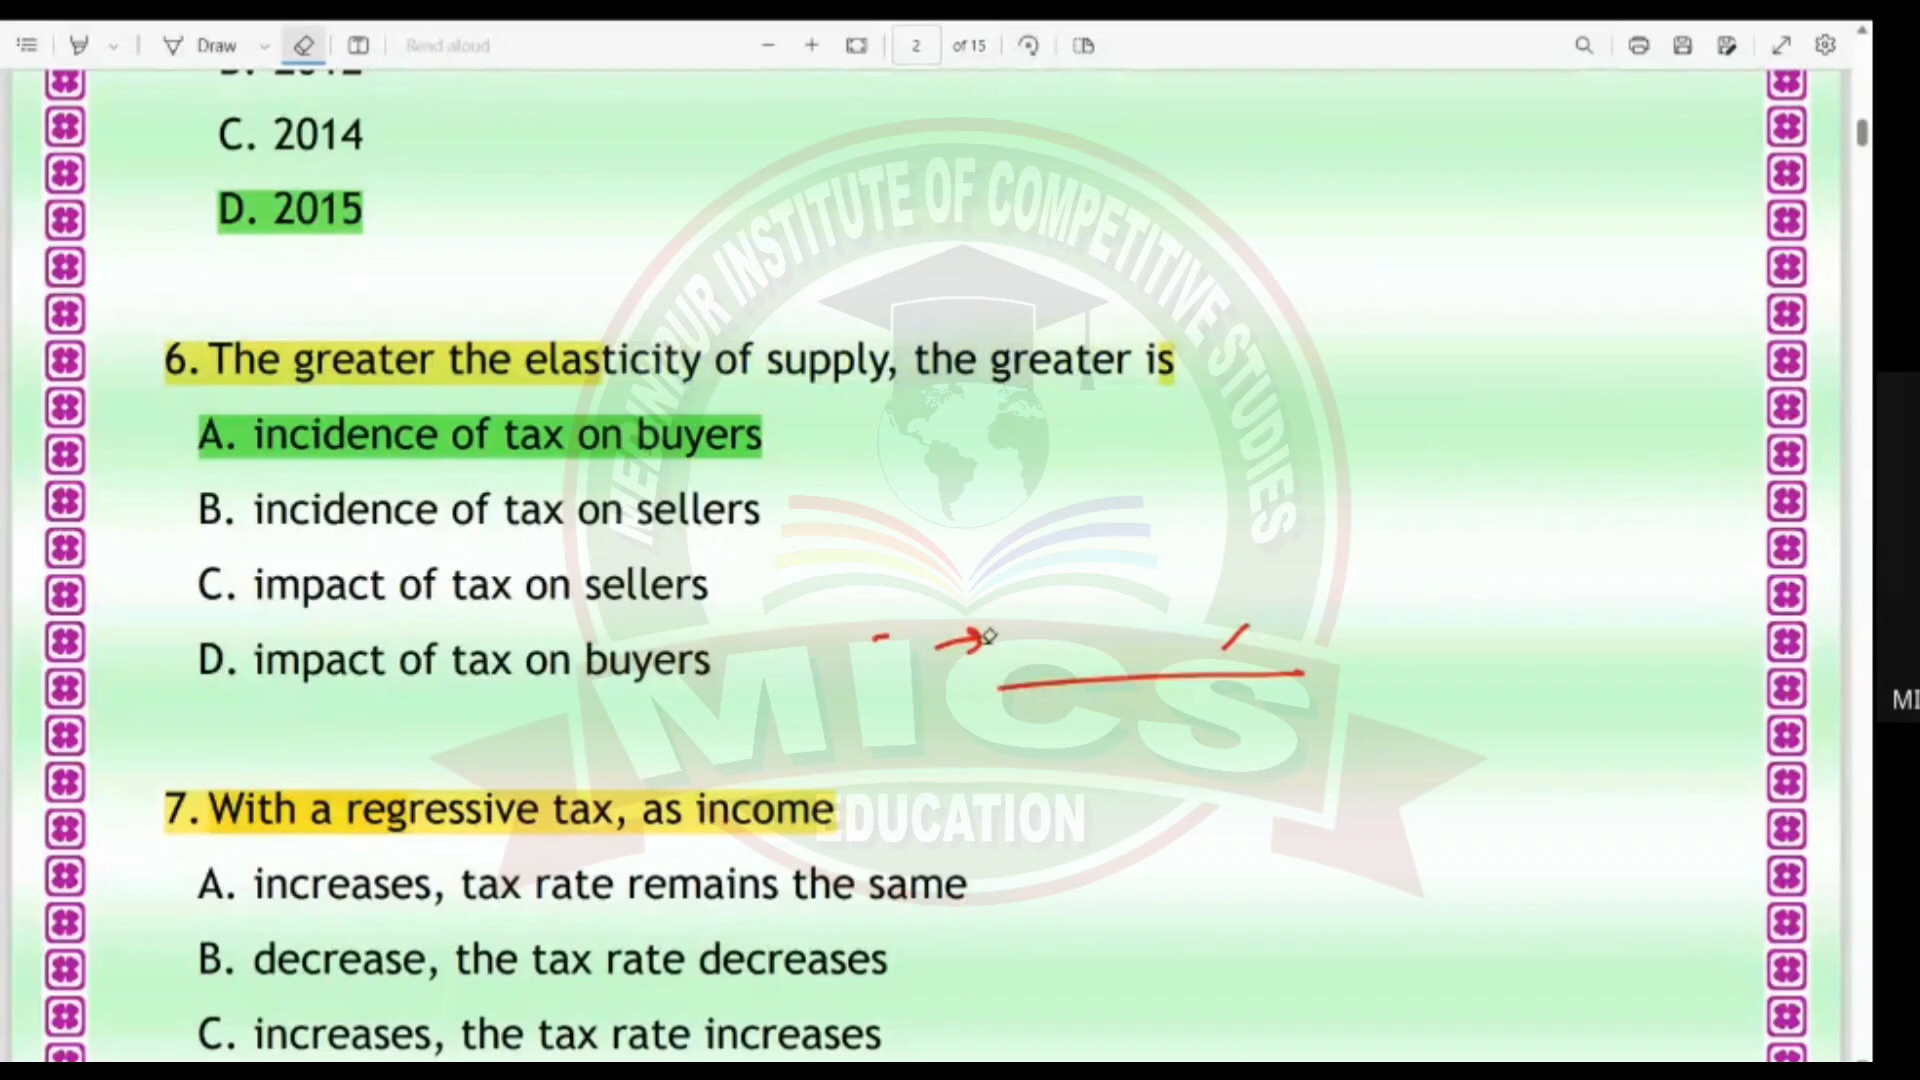 Draw
Read aloud
2 of 15
C. 2014
D. 2015
6. The greater the elasticity of supply, the greater is
A. incidence of tax on buyers
B. incidence of tax on sellers
C. impact of tax on sellers
D. impact of tax on buyers
7. With a regressive tax, as income
A. increases, tax rate remains the same
B. decrease, the tax rate decreases
C. increases, the tax rate increases
MIDNAPUR INSTITUTE OF COMPETITIVE STUDIES
MICS
EDUCATION